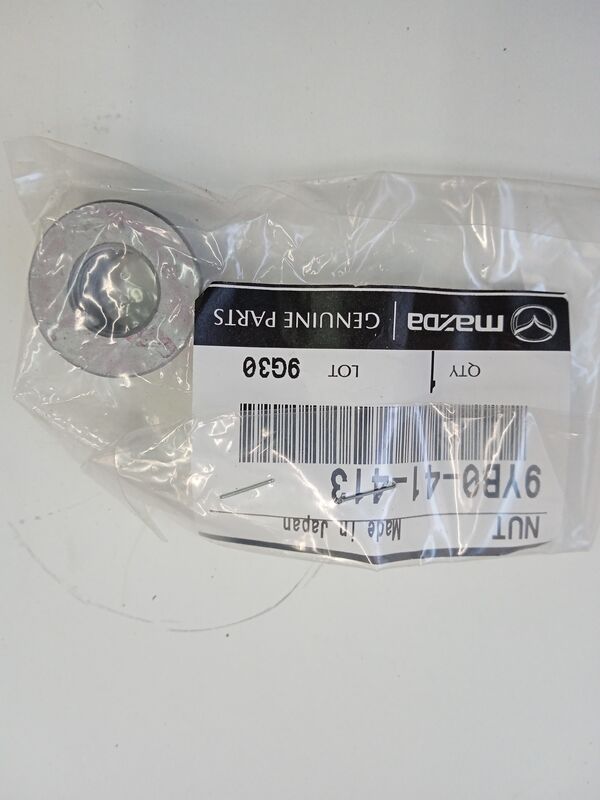 NUT
Made in Japan
9YB0-41-413
QTY 1 LOT 9G30
mazda | GENUINE PARTS